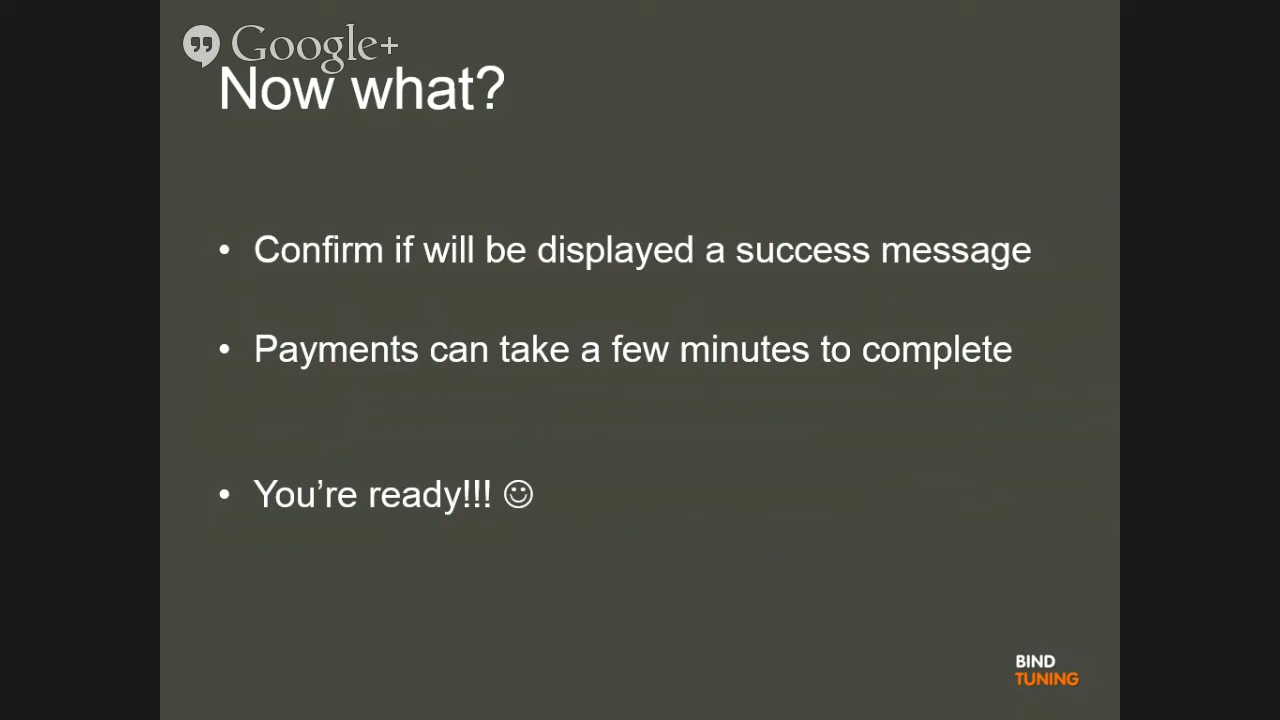 Google+
Now what?
• Confirm if will be displayed a success message
• Payments can take a few minutes to complete
• You’re ready!!! ☺
BIND
TUNING